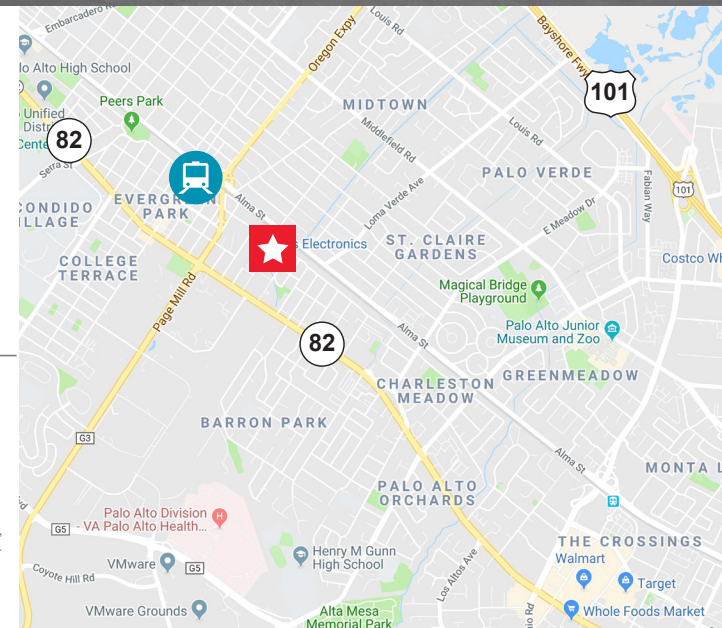 Embarcadero Rd
Louis Rd
Oregon Expy
Bayshore Fwy
lo Alto High School
Peers Park
MIDTOWN
101
Unified
Distri
Cente
82
Middlefield Rd
Louis Rd
Serra St
PALO VERDE
101
Fabian Way
CONDIDO
ILLAGE
EVERGREEN
PARK
Alma St
Loma Verde Ave
E Meadow Dr
s Electronics
ST. CLAIRE
GARDENS
COLLEGE
TERRACE
Costco Wh
Magical Bridge
Playground
Page Mill Rd
Palo Alto Junior
Museum and Zoo
82
Alma St
CHARLESTON
MEADOW
GREENMEADOW
BARRON PARK
G3
Alma St
MONTA L
PALO ALTO
ORCHARDS
Palo Alto Division
- VA Palo Alto Health...
H
G5
THE CROSSINGS
Henry M Gunn
High School
Walmart
VMware
G5
Coyote Hill Rd
Los Altos Ave
Target
VMware Grounds
Alta Mesa
Memorial Park
io Rd
Whole Foods Market